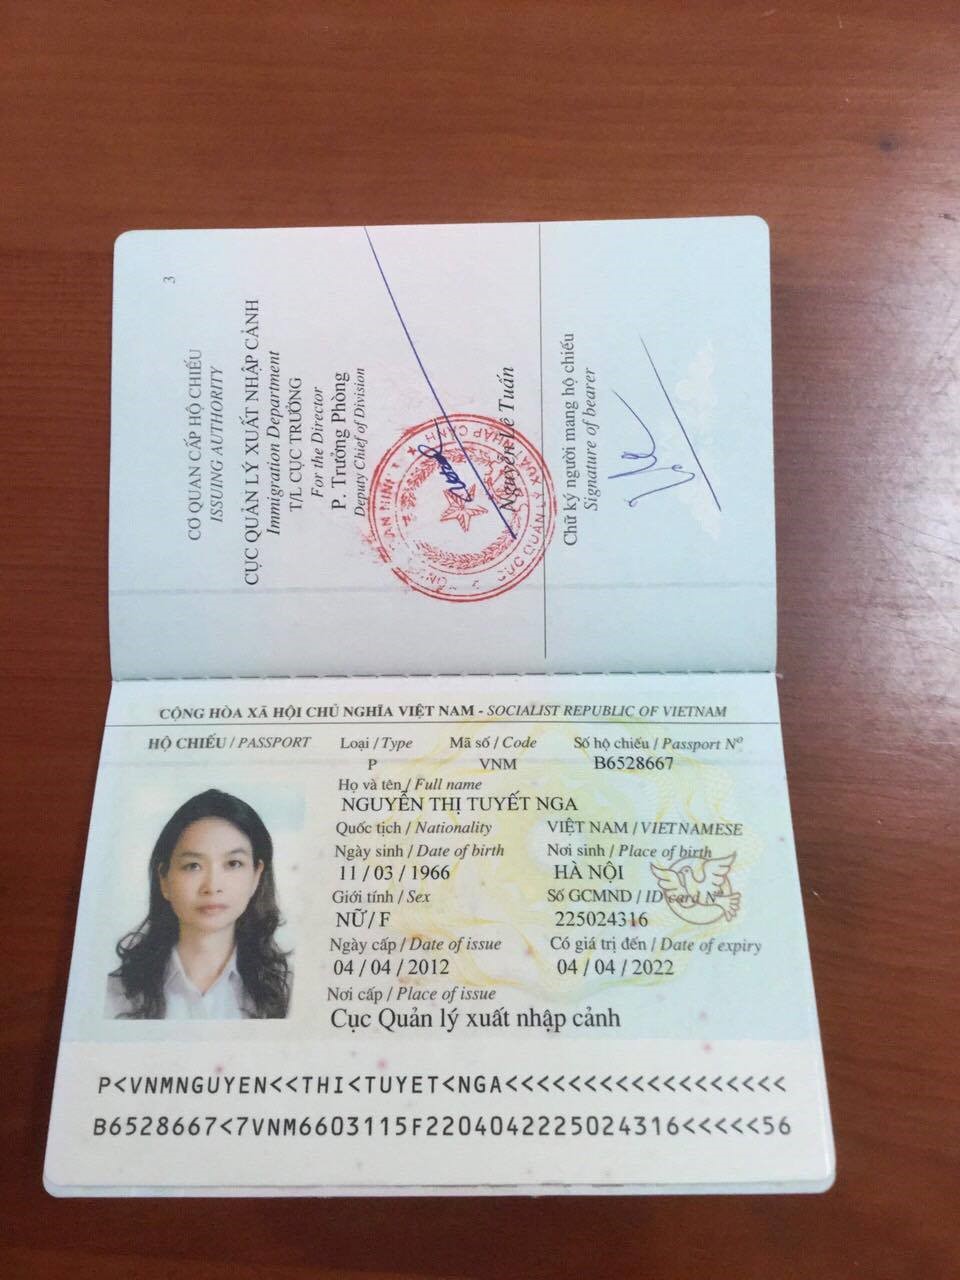 3
CƠ QUAN CẤP HỘ CHIẾU
ISSUING AUTHORITY
CỤC QUẢN LÝ XUẤT NHẬP CẢNH
Immigration Department
T/L CỤC TRƯỞNG
For the Director
P. Trưởng Phòng
Deputy Chief of Division
CỤC QUẢN LÝ XUẤT NHẬP CẢNH
Nguyễn Lê Tuấn
Chữ ký người mang hộ chiếu
Signature of bearer
CỘNG HÒA XÃ HỘI CHỦ NGHĨA VIỆT NAM - SOCIALIST REPUBLIC OF VIETNAM
HỘ CHIẾU / PASSPORT Loại / Type Mã số / Code Số hộ chiếu / Passport Nº
P VNM B6528667
Họ và tên / Full name
NGUYỄN THỊ TUYẾT NGA
Quốc tịch / Nationality VIỆT NAM / VIETNAMESE
Ngày sinh / Date of birth Nơi sinh / Place of birth
11 / 03 / 1966 HÀ NỘI
Giới tính / Sex Số GCMND / ID card Nº
NỮ / F 225024316
Ngày cấp / Date of issue Có giá trị đến / Date of expiry
04 / 04 / 2012 04 / 04 / 2022
Nơi cấp / Place of issue
Cục Quản lý xuất nhập cảnh
P<VNMNGUYEN<<THI<TUYET<NGA<<<<<<<<<<<<<<<<<<
B6528667<7VNM6603115F2204042225024316<<<<<56